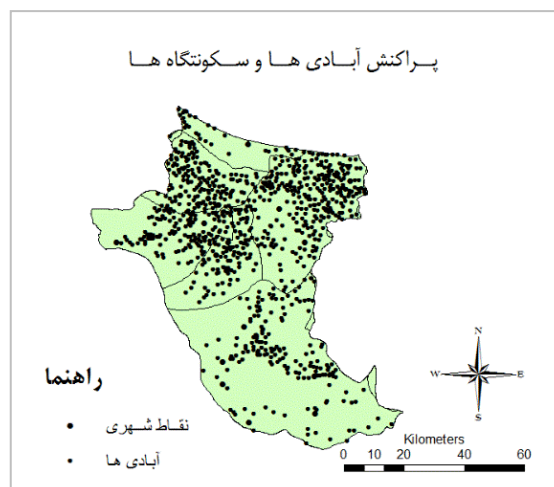 پراکنش آبادی ها و سکونتگاه ها
N
W E
S
راهنما
نقاط شهری
آبادی ها
Kilometers
0 10 20 40 60